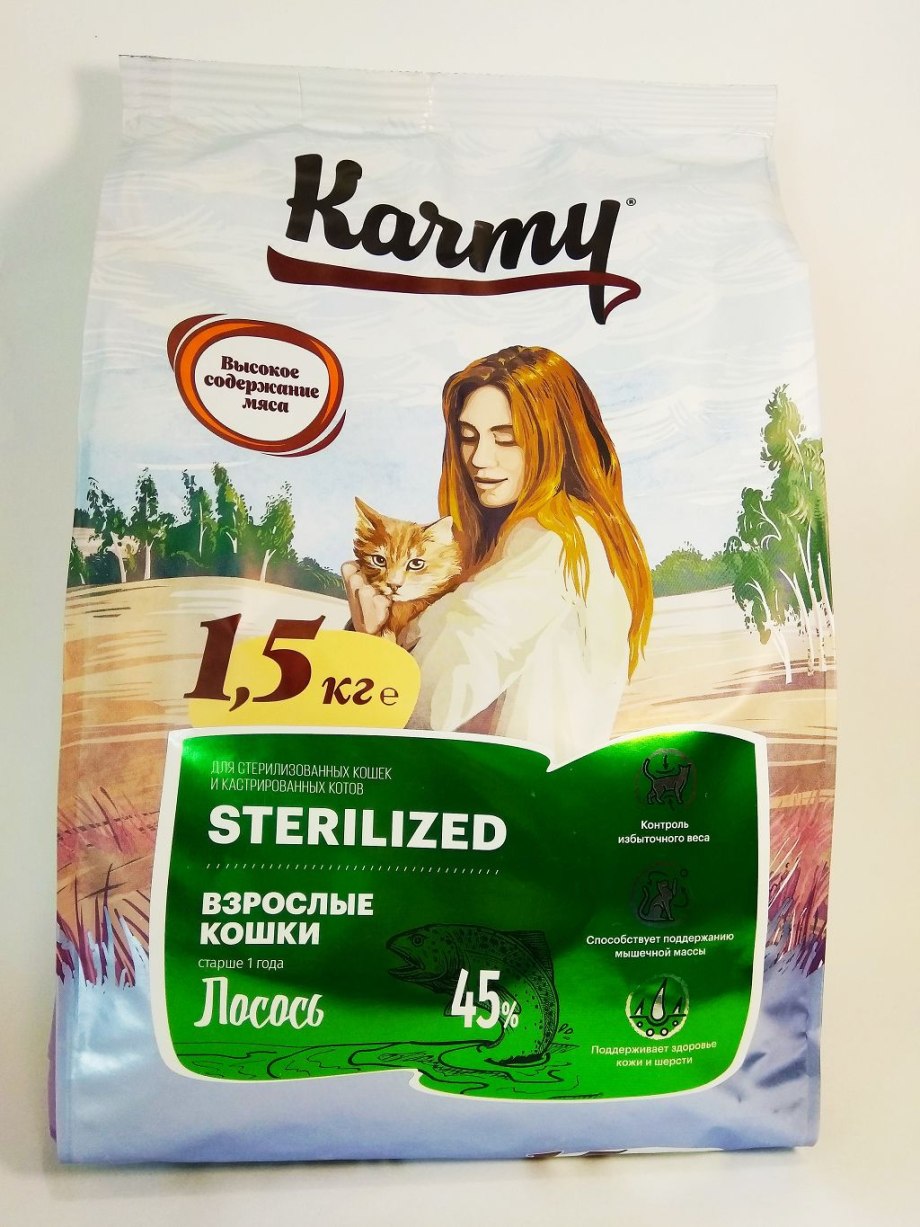 Karmy®
Высокое
содержание
мяса
1,5 кг e
ДЛЯ СТЕРИЛИЗОВАННЫХ КОШЕК
И КАСТРИРОВАННЫХ КОТОВ
STERILIZED
ВЗРОСЛЫЕ
КОШКИ
старше 1 года
Лосось
45%
Контроль
избыточного веса
Способствует поддержанию
мышечной массы
Поддерживает здоровье
кожи и шерсти